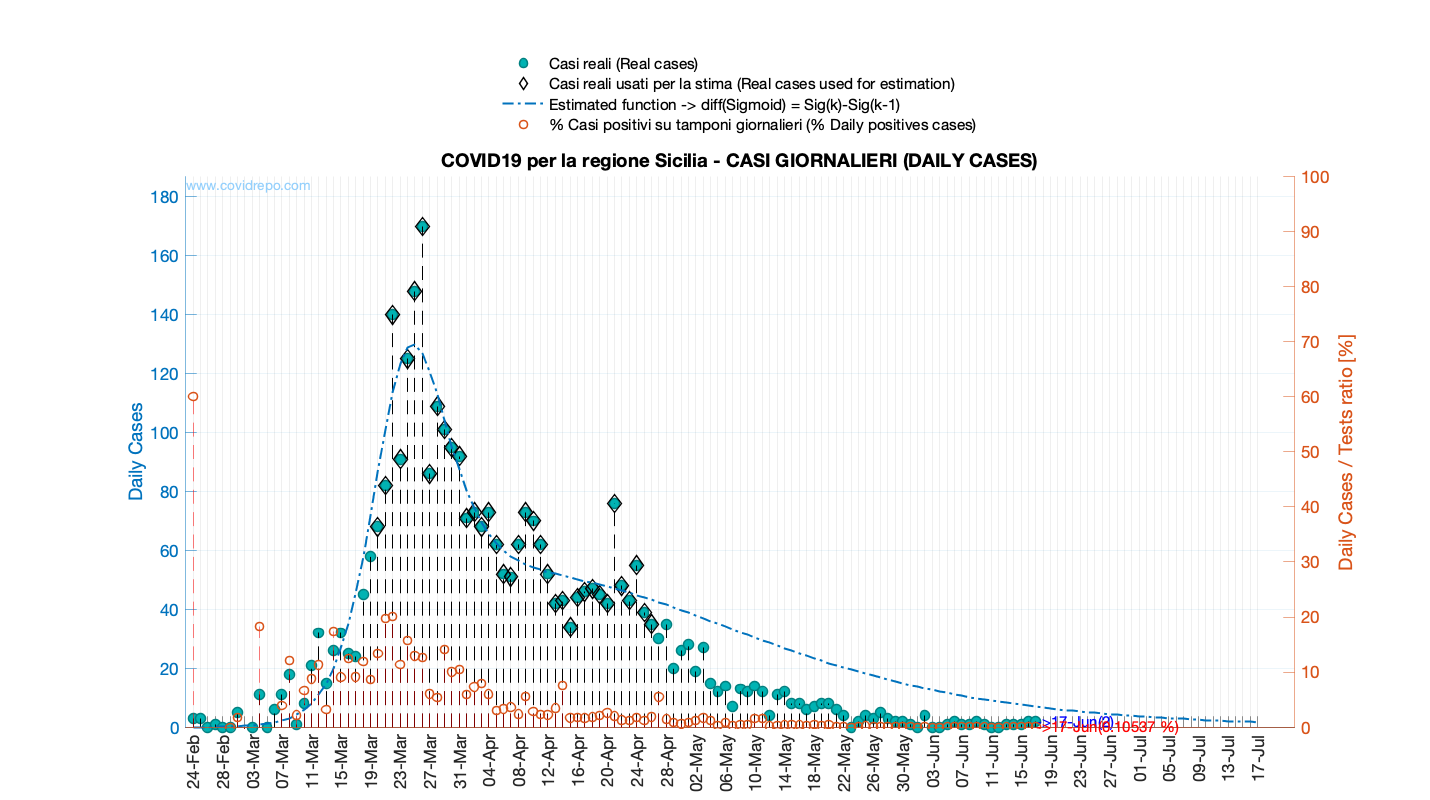 Casi reali (Real cases)
Casi reali usati per la stima (Real cases used for estimation)
Estimated function -> diff(Sigmoid) = Sig(k)-Sig(k-1)
% Casi positivi su tamponi giornalieri (% Daily positives cases)
COVID19 per la regione Sicilia - CASI GIORNALIERI (DAILY CASES)
www.covidrepo.com
180
160
140
120
100
80
60
40
20
0
Daily Cases
100
90
80
70
60
50
40
30
20
10
0
Daily Cases / Tests ratio [%]
24-Feb
28-Feb
03-Mar
07-Mar
11-Mar
15-Mar
19-Mar
23-Mar
27-Mar
31-Mar
04-Apr
08-Apr
12-Apr
16-Apr
20-Apr
24-Apr
28-Apr
02-May
06-May
10-May
14-May
18-May
22-May
26-May
30-May
03-Jun
07-Jun
11-Jun
15-Jun
19-Jun
23-Jun
27-Jun
01-Jul
05-Jul
09-Jul
13-Jul
17-Jul